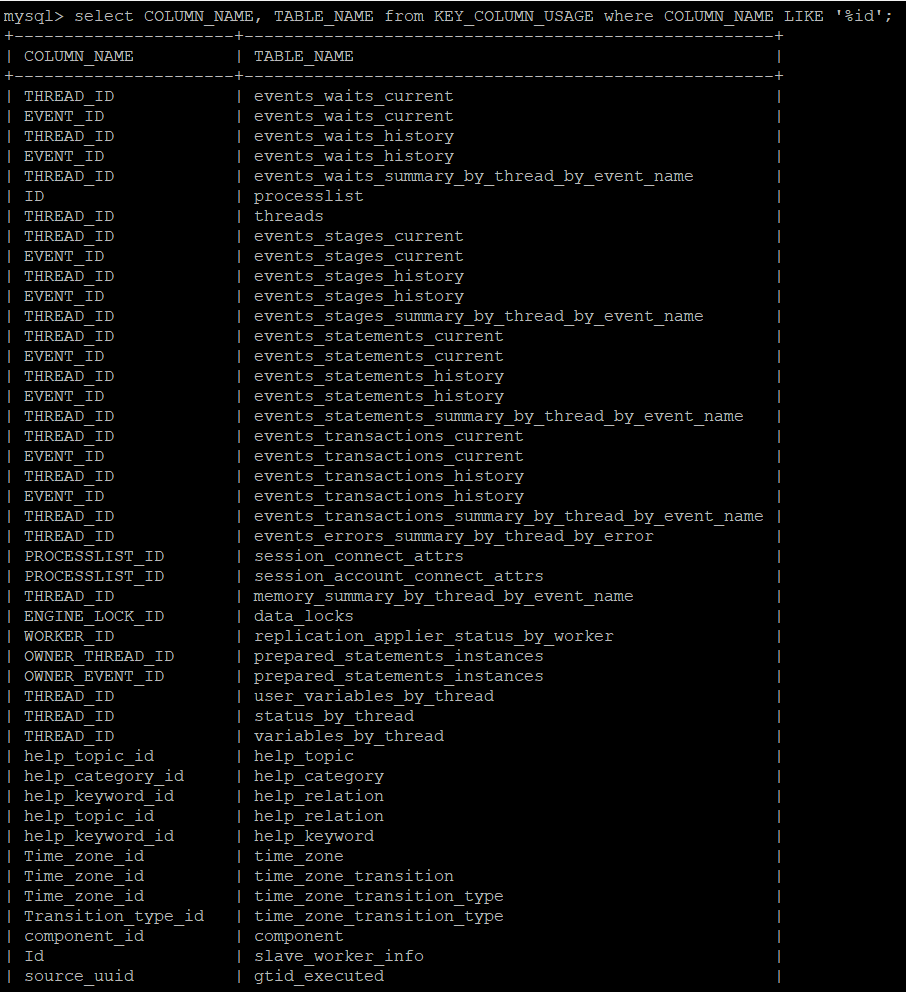 mysql> select COLUMN_NAME, TABLE_NAME from KEY_COLUMN_USAGE where COLUMN_NAME LIKE '%id';
+----------------------+-----------------------------------------------------+
| COLUMN_NAME          | TABLE_NAME                                          |
+----------------------+-----------------------------------------------------+
| THREAD_ID            | events_waits_current                                |
| EVENT_ID             | events_waits_current                                |
| THREAD_ID            | events_waits_history                                |
| EVENT_ID             | events_waits_history                                |
| THREAD_ID            | events_waits_summary_by_thread_by_event_name        |
| ID                   | processlist                                         |
| THREAD_ID            | threads                                             |
| THREAD_ID            | events_stages_current                               |
| EVENT_ID             | events_stages_current                               |
| THREAD_ID            | events_stages_history                               |
| EVENT_ID             | events_stages_history                               |
| THREAD_ID            | events_stages_summary_by_thread_by_event_name       |
| THREAD_ID            | events_statements_current                           |
| EVENT_ID             | events_statements_current                           |
| THREAD_ID            | events_statements_history                           |
| EVENT_ID             | events_statements_history                           |
| THREAD_ID            | events_statements_summary_by_thread_by_event_name   |
| THREAD_ID            | events_transactions_current                         |
| EVENT_ID             | events_transactions_current                         |
| THREAD_ID            | events_transactions_history                         |
| EVENT_ID             | events_transactions_history                         |
| THREAD_ID            | events_transactions_summary_by_thread_by_event_name |
| THREAD_ID            | events_errors_summary_by_thread_by_error            |
| PROCESSLIST_ID       | session_connect_attrs                               |
| PROCESSLIST_ID       | session_account_connect_attrs                       |
| THREAD_ID            | memory_summary_by_thread_by_event_name              |
| ENGINE_LOCK_ID       | data_locks                                          |
| WORKER_ID            | replication_applier_status_by_worker                |
| OWNER_THREAD_ID      | prepared_statements_instances                       |
| OWNER_EVENT_ID       | prepared_statements_instances                       |
| THREAD_ID            | user_variables_by_thread                            |
| THREAD_ID            | status_by_thread                                    |
| THREAD_ID            | variables_by_thread                                 |
| help_topic_id        | help_topic                                          |
| help_category_id     | help_category                                       |
| help_keyword_id      | help_relation                                       |
| help_topic_id        | help_relation                                       |
| help_keyword_id      | help_keyword                                        |
| Time_zone_id         | time_zone                                           |
| Time_zone_id         | time_zone_transition                                |
| Time_zone_id         | time_zone_transition_type                           |
| Transition_type_id   | time_zone_transition_type                           |
| component_id         | component                                           |
| Id                   | slave_worker_info                                   |
| source_uuid          | gtid_executed                                       |